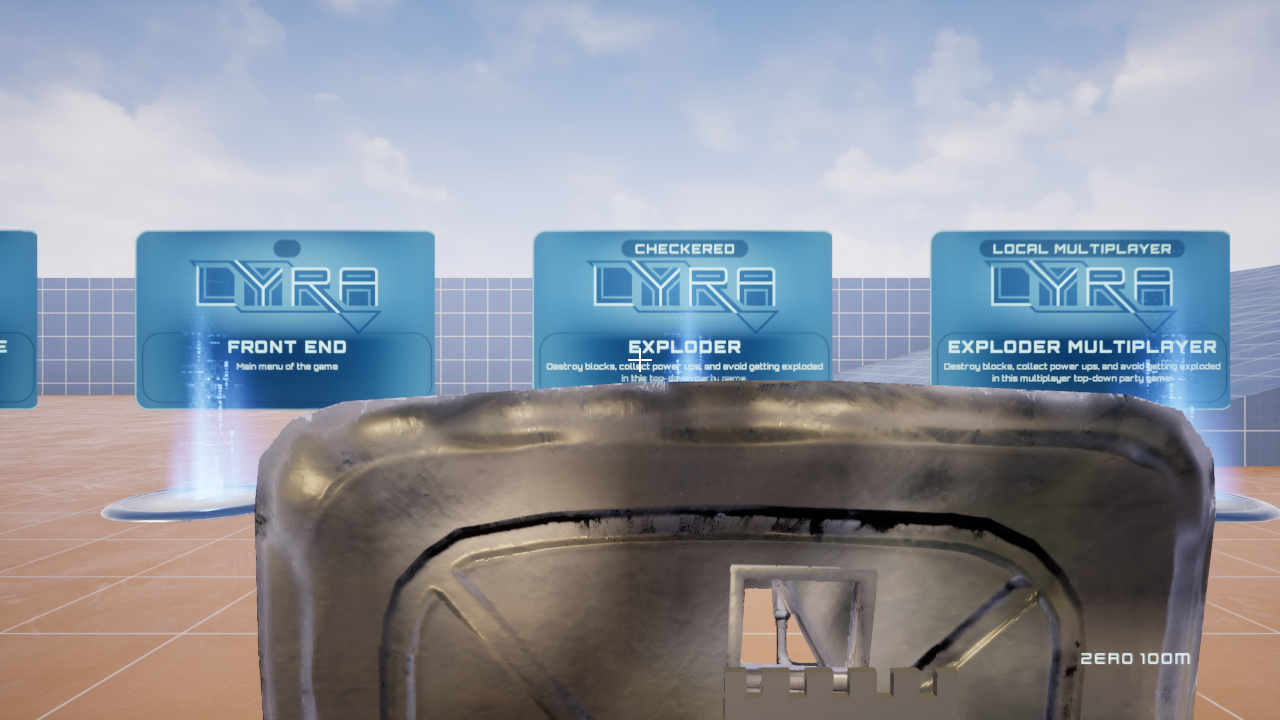 E
LYRA
FRONT END
Main menu of the game
CHECKERED
LYRA
EXPLODER
Destroy blocks, collect power ups, and avoid getting exploded
in this top-down party game
LOCAL MULTIPLAYER
LYRA
EXPLODER MULTIPLAYER
Destroy blocks, collect power ups, and avoid getting exploded
in this multiplayer top-down party game
ZERO 100M